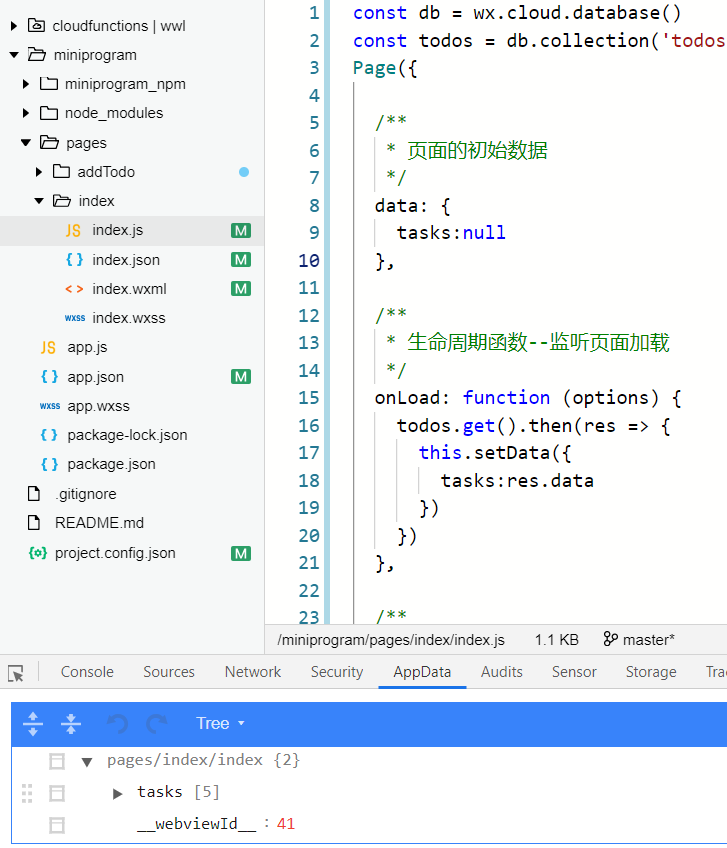 cloudfunctions | wwl
miniprogram
miniprogram_npm
node_modules
pages
addTodo
index
JS index.js M
{ } index.json M
< > index.wxml M
wxss index.wxss
JS app.js
{ } app.json M
wxss app.wxss
{ } package-lock.json
{ } package.json
.gitignore
README.md
project.config.json M
1 const db = wx.cloud.database()
2 const todos = db.collection('todos
3 Page({
4
5 /**
6 * 页面的初始数据
7 */
8 data: {
9 tasks:null
10 },
11
12 /**
13 * 生命周期函数--监听页面加载
14 */
15 onLoad: function (options) {
16 todos.get().then(res => {
17 this.setData({
18 tasks:res.data
19 })
20 })
21 },
22
23 /**
/miniprogram/pages/index/index.js 1.1 KB master*
Console Sources Network Security AppData Audits Sensor Storage Tra
Tree
pages/index/index {2}
tasks [5]
__webviewId__ : 41